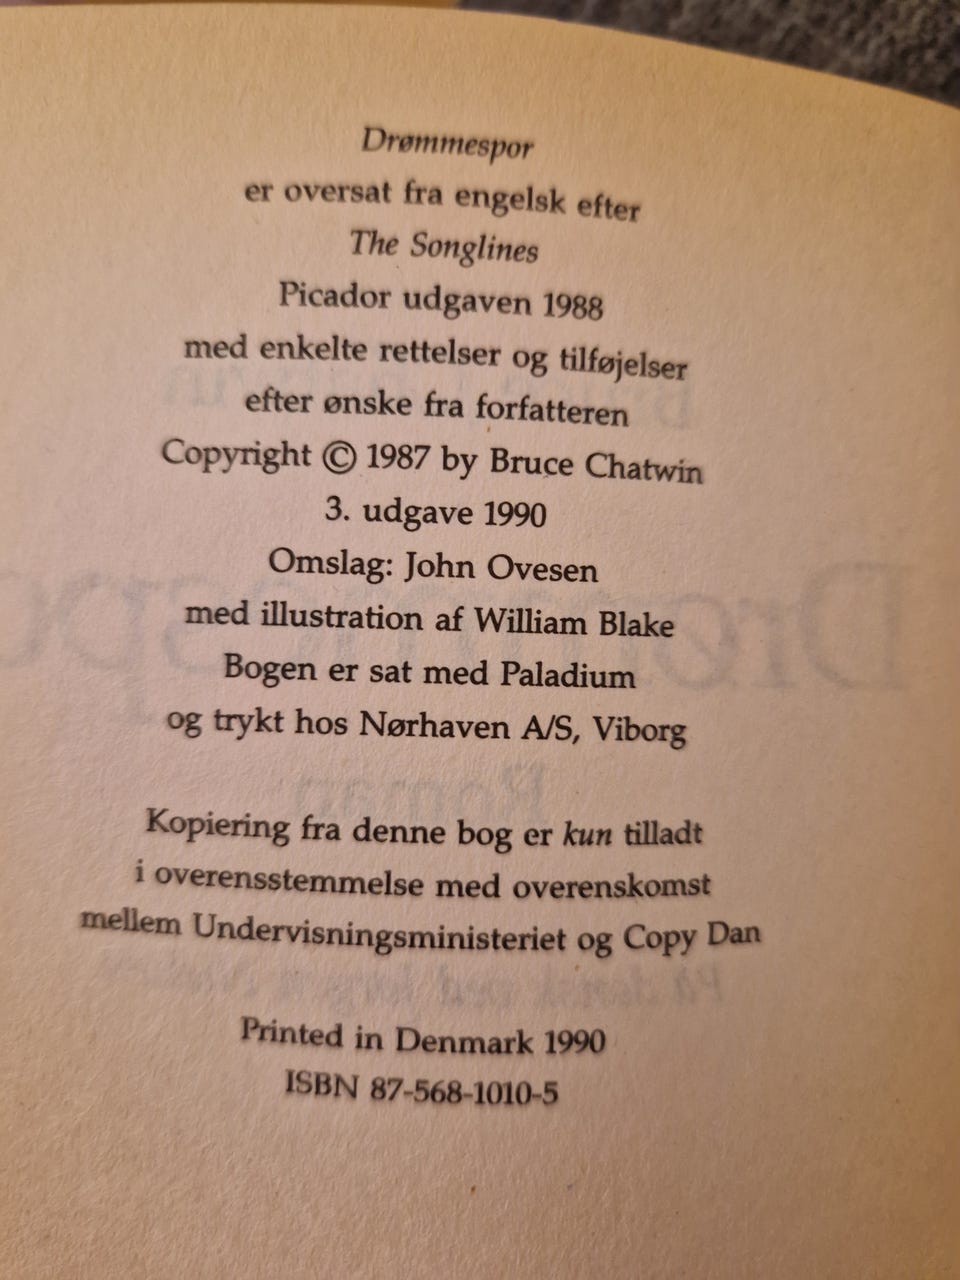 Drømmespor
er oversat fra engelsk efter
The Songlines
Picador udgaven 1988
med enkelte rettelser og tilføjelser
efter ønske fra forfatteren
Copyright © 1987 by Bruce Chatwin
3. udgave 1990
Omslag: John Ovesen
med illustration af William Blake
Bogen er sat med Paladium
og trykt hos Nørhaven A/S, Viborg
Kopiering fra denne bog er kun tilladt
i overensstemmelse med overenskomst
mellem Undervisningsministeriet og Copy Dan
Printed in Denmark 1990
ISBN 87-568-1010-5